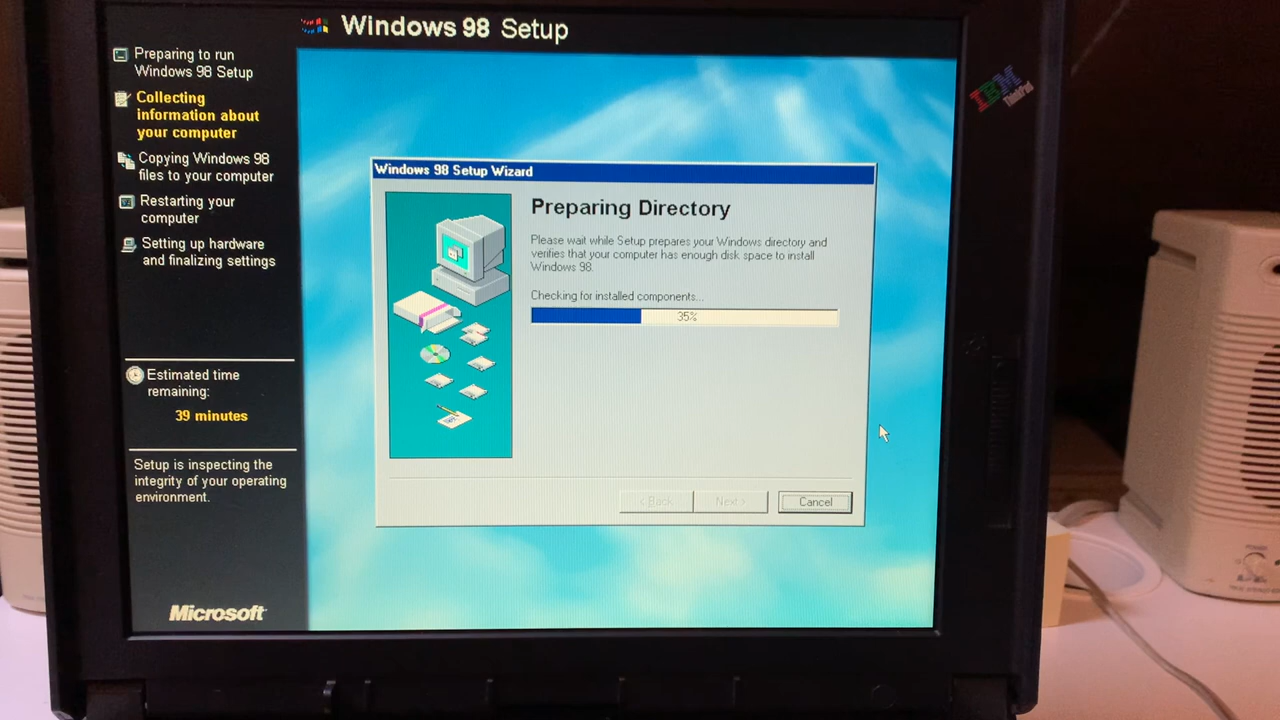 Windows 98 Setup
Preparing to run
Windows 98 Setup
Collecting
information about
your computer
Copying Windows 98
files to your computer
Restarting your
computer
Setting up hardware
and finalizing settings
Estimated time
remaining:
39 minutes
Setup is inspecting the
integrity of your operating
environment.
Microsoft
Windows 98 Setup Wizard
Preparing Directory
Please wait while Setup prepares your Windows directory and
verifies that your computer has enough disk space to install
Windows 98.
Checking for installed components...
35%
< Back
Next >
Cancel
IBM
ThinkPad